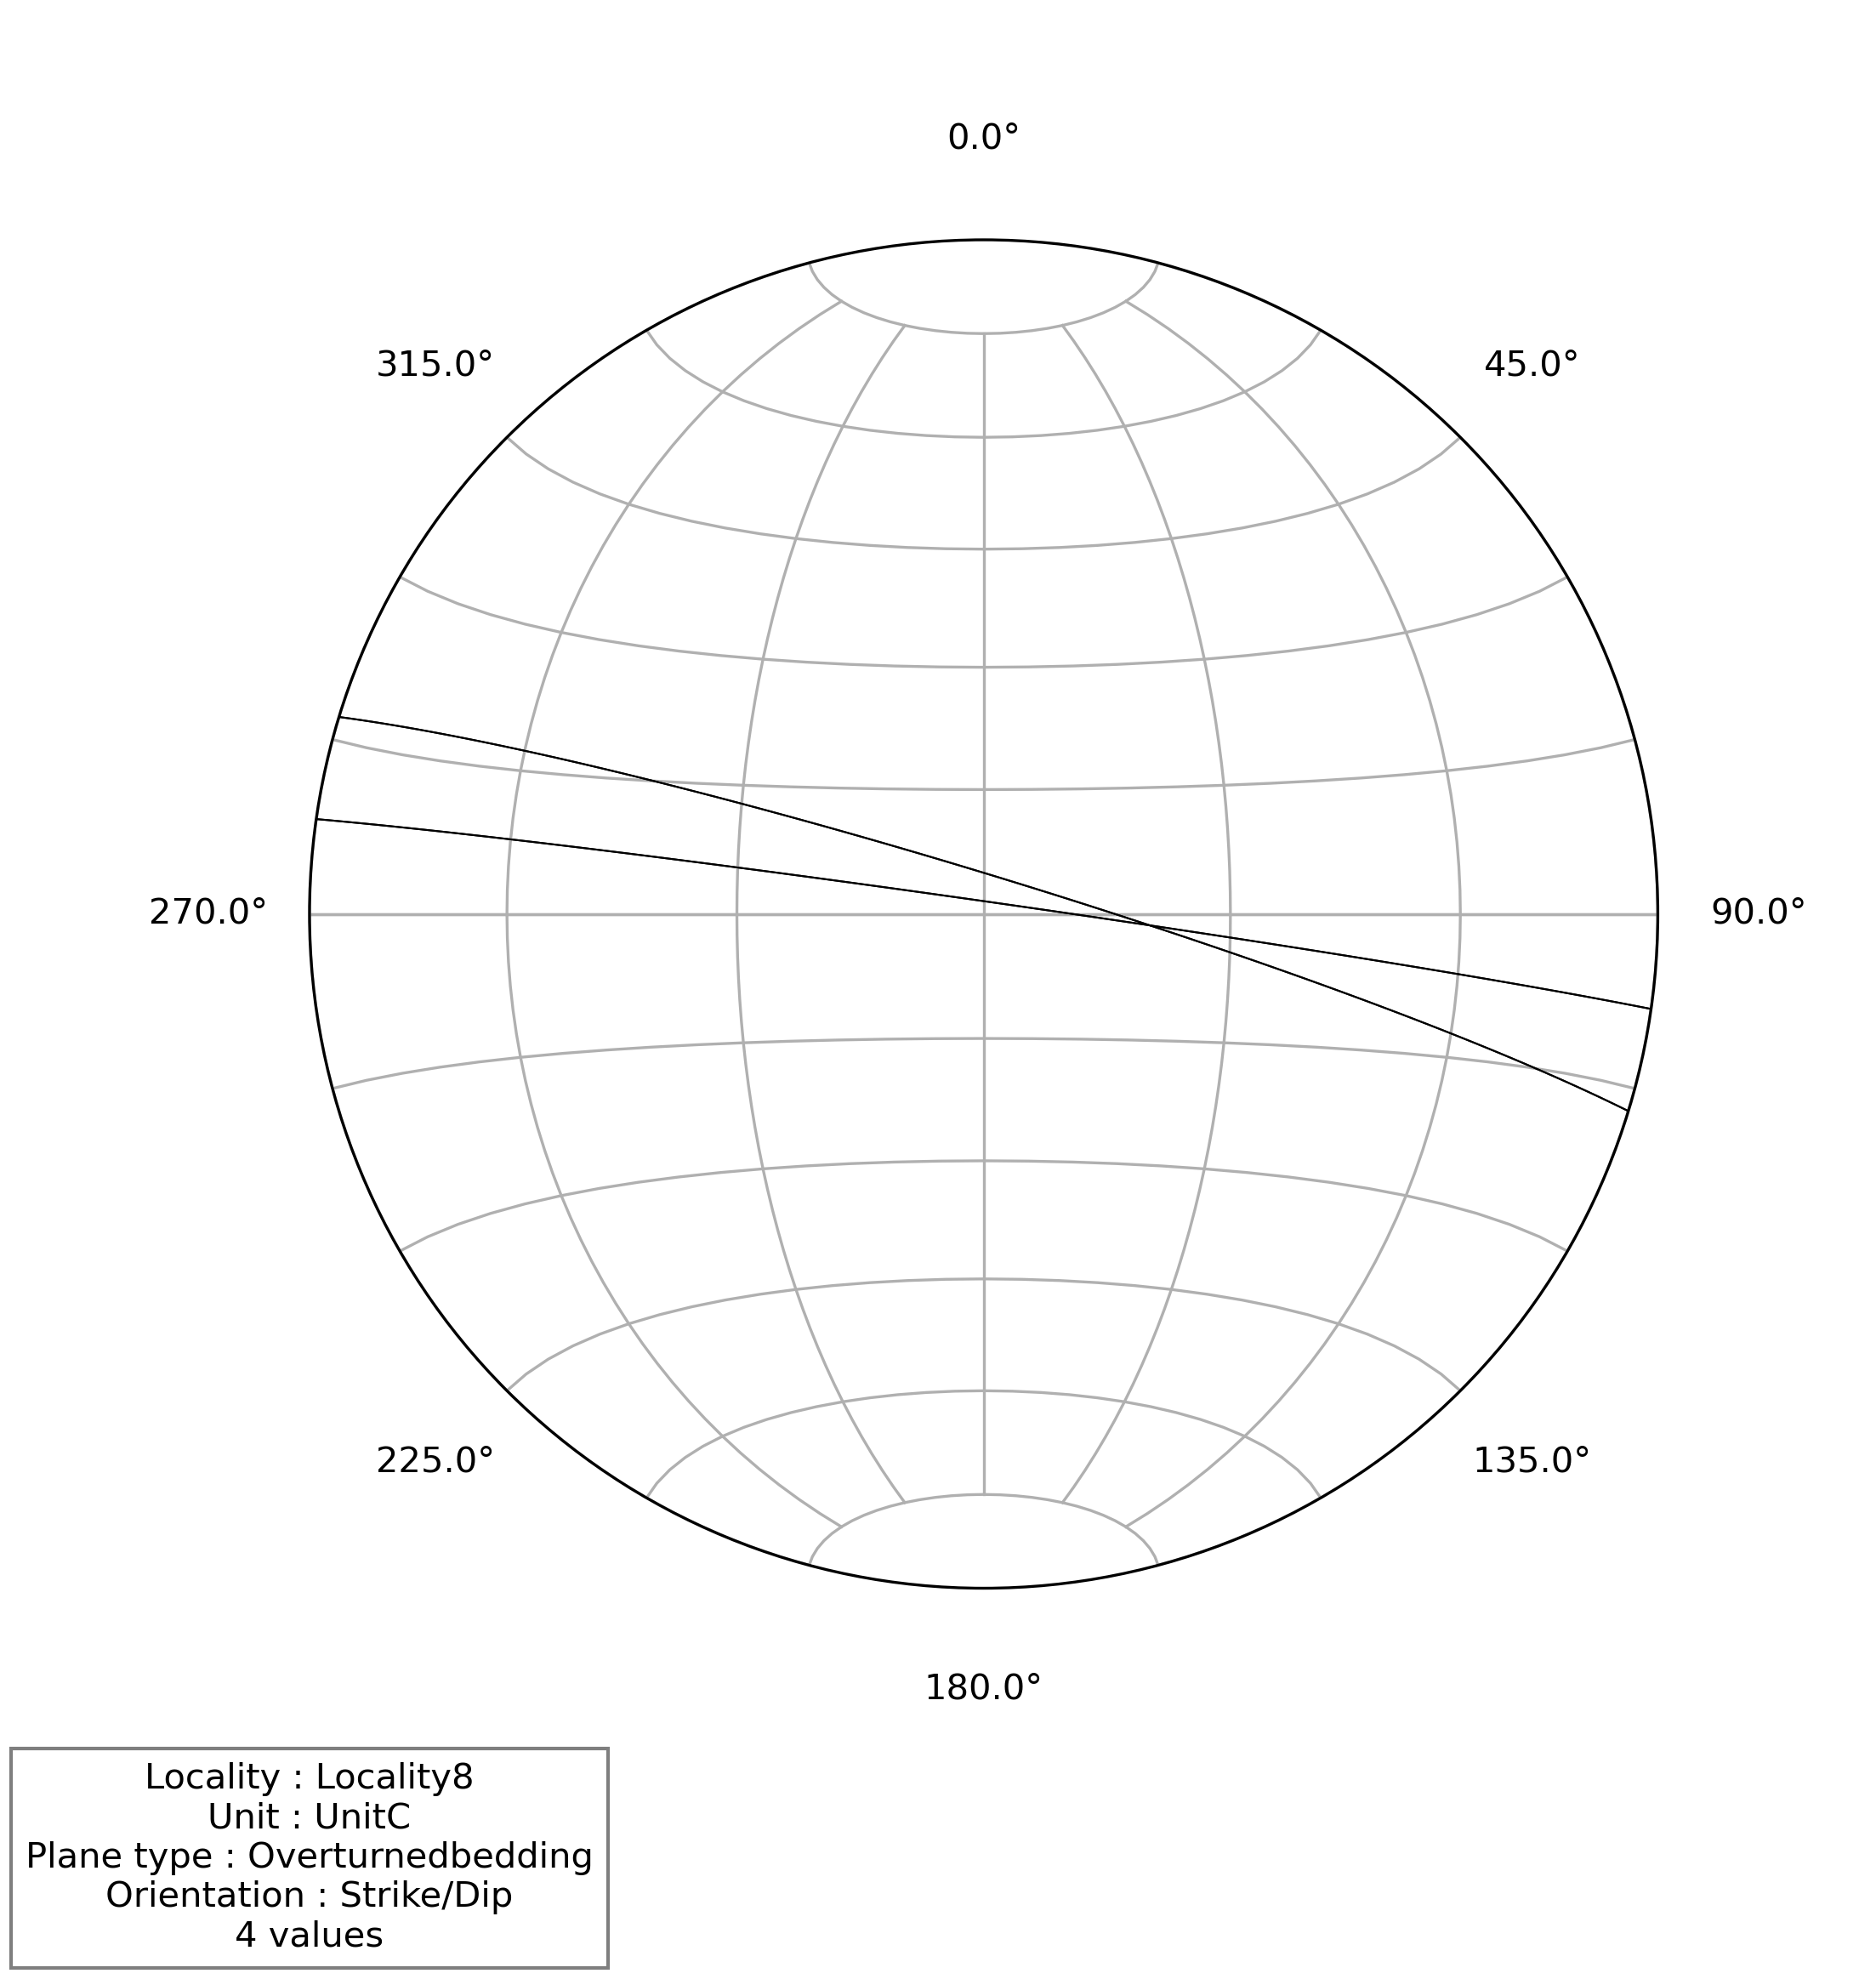 0.0°
315.0°
45.0°
270.0°
90.0°
225.0°
135.0°
180.0°
Locality : Locality8
Unit : UnitC
Plane type : Overturnedbedding
Orientation : Strike/Dip
4 values